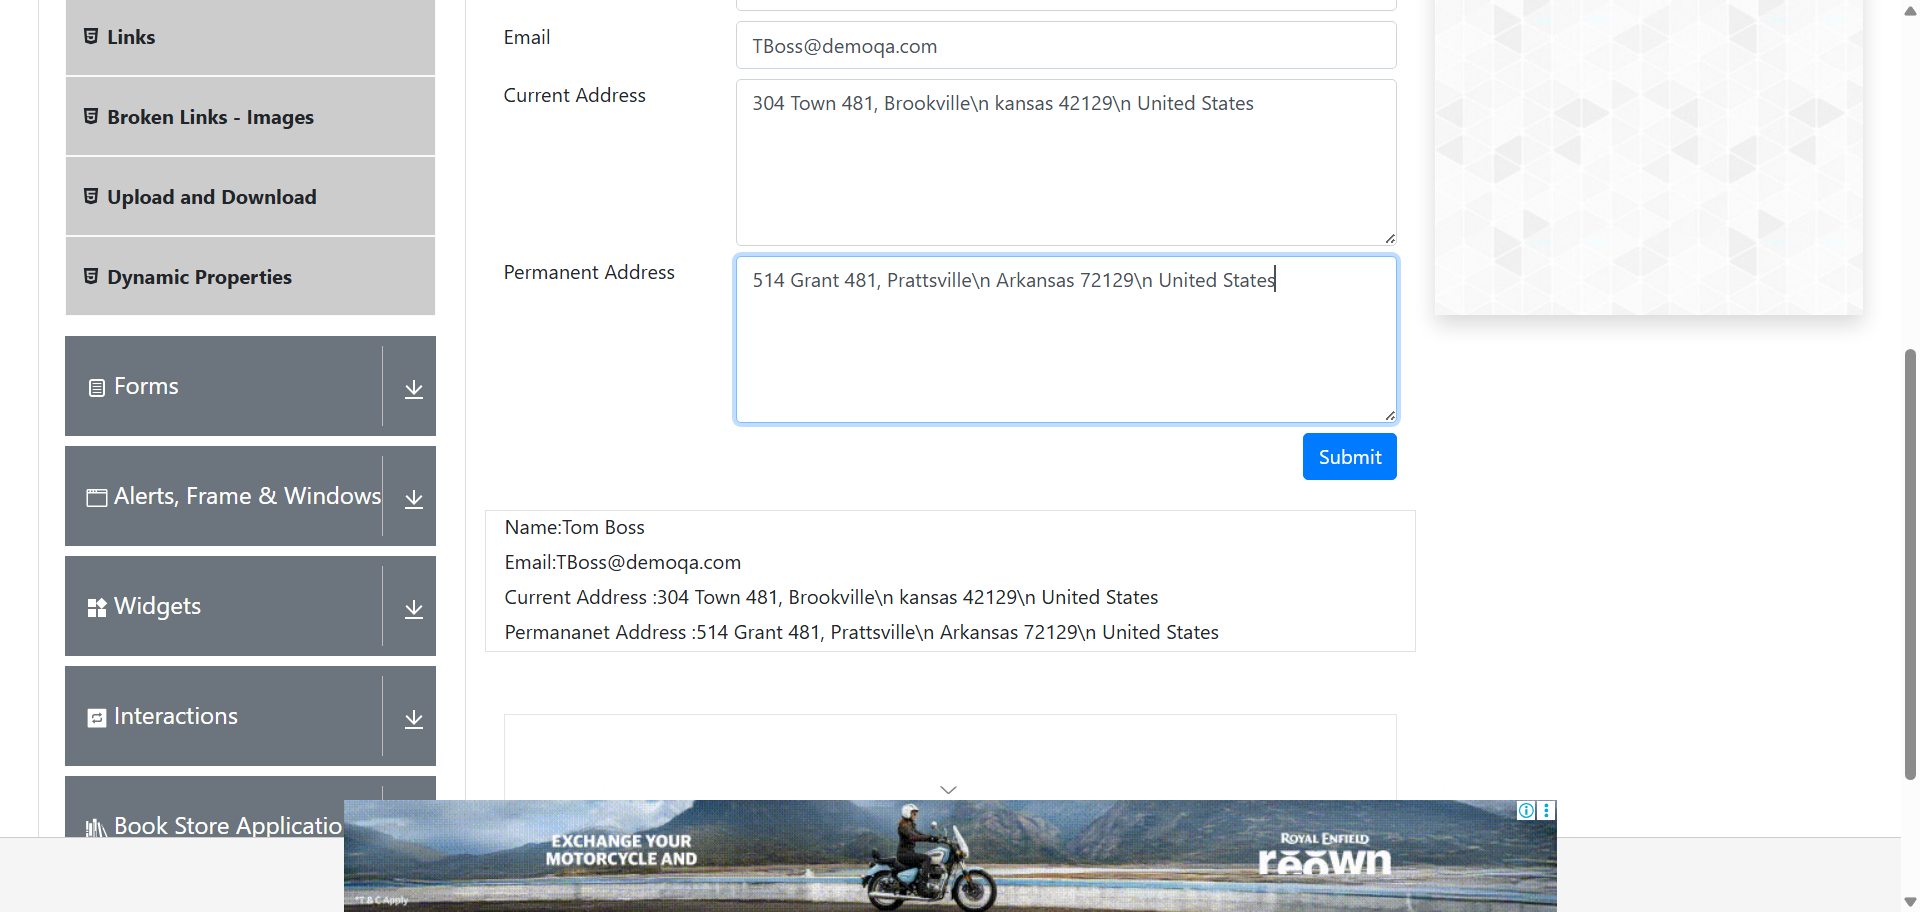 Links
Broken Links - Images
Upload and Download
Dynamic Properties
Forms
Alerts, Frame & Windows
Widgets
Interactions
Book Store Applicatio
Email
TBoss@demoqa.com
Current Address
304 Town 481, Brookville\n kansas 42129\n United States
Permanent Address
514 Grant 481, Prattsville\n Arkansas 72129\n United States
Submit
Name:Tom Boss
Email:TBoss@demoqa.com
Current Address :304 Town 481, Brookville\n kansas 42129\n United States
Permananet Address :514 Grant 481, Prattsville\n Arkansas 72129\n United States
EXCHANGE YOUR
MOTORCYCLE AND
ROYAL ENFIELD
rēōwn
*T & C Apply